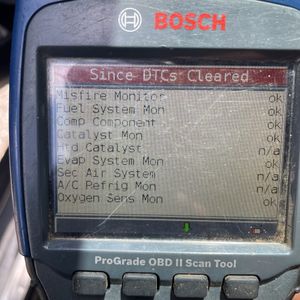 BOSCH
Since DTCs Cleared
Misfire Monitor ok
Fuel System Mon ok
Comp Component ok
Catalyst Mon ok
Htd Catalyst n/a
Evap System Mon ok
Sec Air System n/a
A/C Refrig Mon n/a
Oxygen Sens Mon ok
ProGrade OBD II Scan Tool